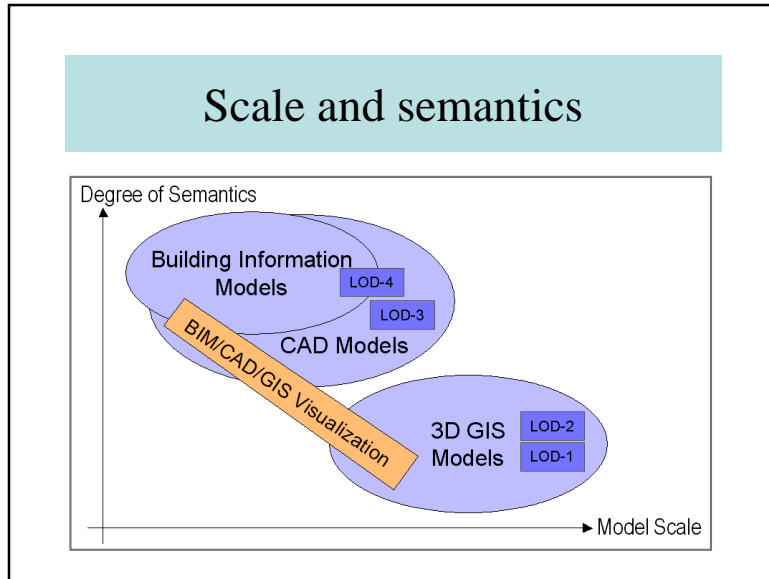 Scale and semantics
Degree of Semantics
Building Information
Models
LOD-4
LOD-3
CAD Models
BIM/CAD/GIS Visualization
3D GIS
Models
LOD-2
LOD-1
Model Scale